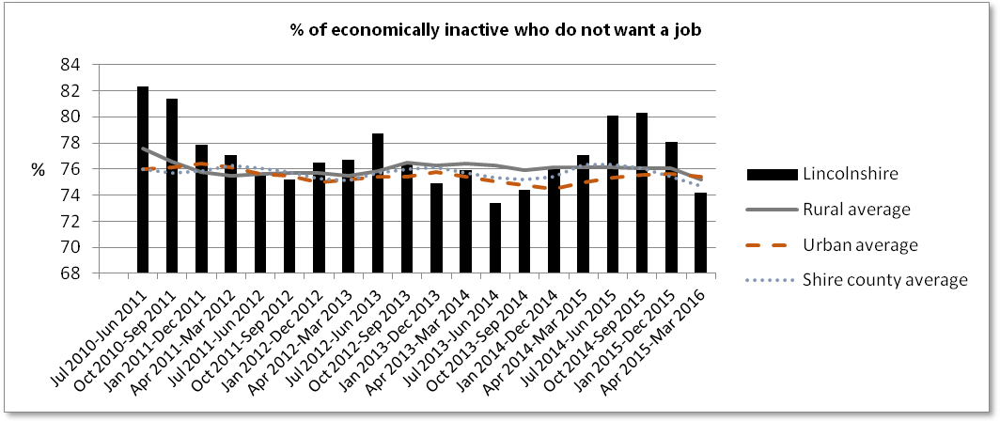 % of economically inactive who do not want a job
84
82
80
78
76
74
72
70
68
%
Jul 2010-Jun 2011
Oct 2010-Sep 2011
Jan 2011-Dec 2011
Apr 2011-Mar 2012
Jul 2011-Jun 2012
Oct 2011-Sep 2012
Jan 2012-Dec 2012
Apr 2012-Mar 2013
Jul 2012-Jun 2013
Oct 2012-Sep 2013
Jan 2013-Dec 2013
Apr 2013-Mar 2014
Jul 2013-Jun 2014
Oct 2013-Sep 2014
Jan 2014-Dec 2014
Apr 2014-Mar 2015
Jul 2014-Jun 2015
Oct 2014-Sep 2015
Jan 2015-Dec 2015
Apr 2015-Mar 2016
Lincolnshire
Rural average
Urban average
Shire county average